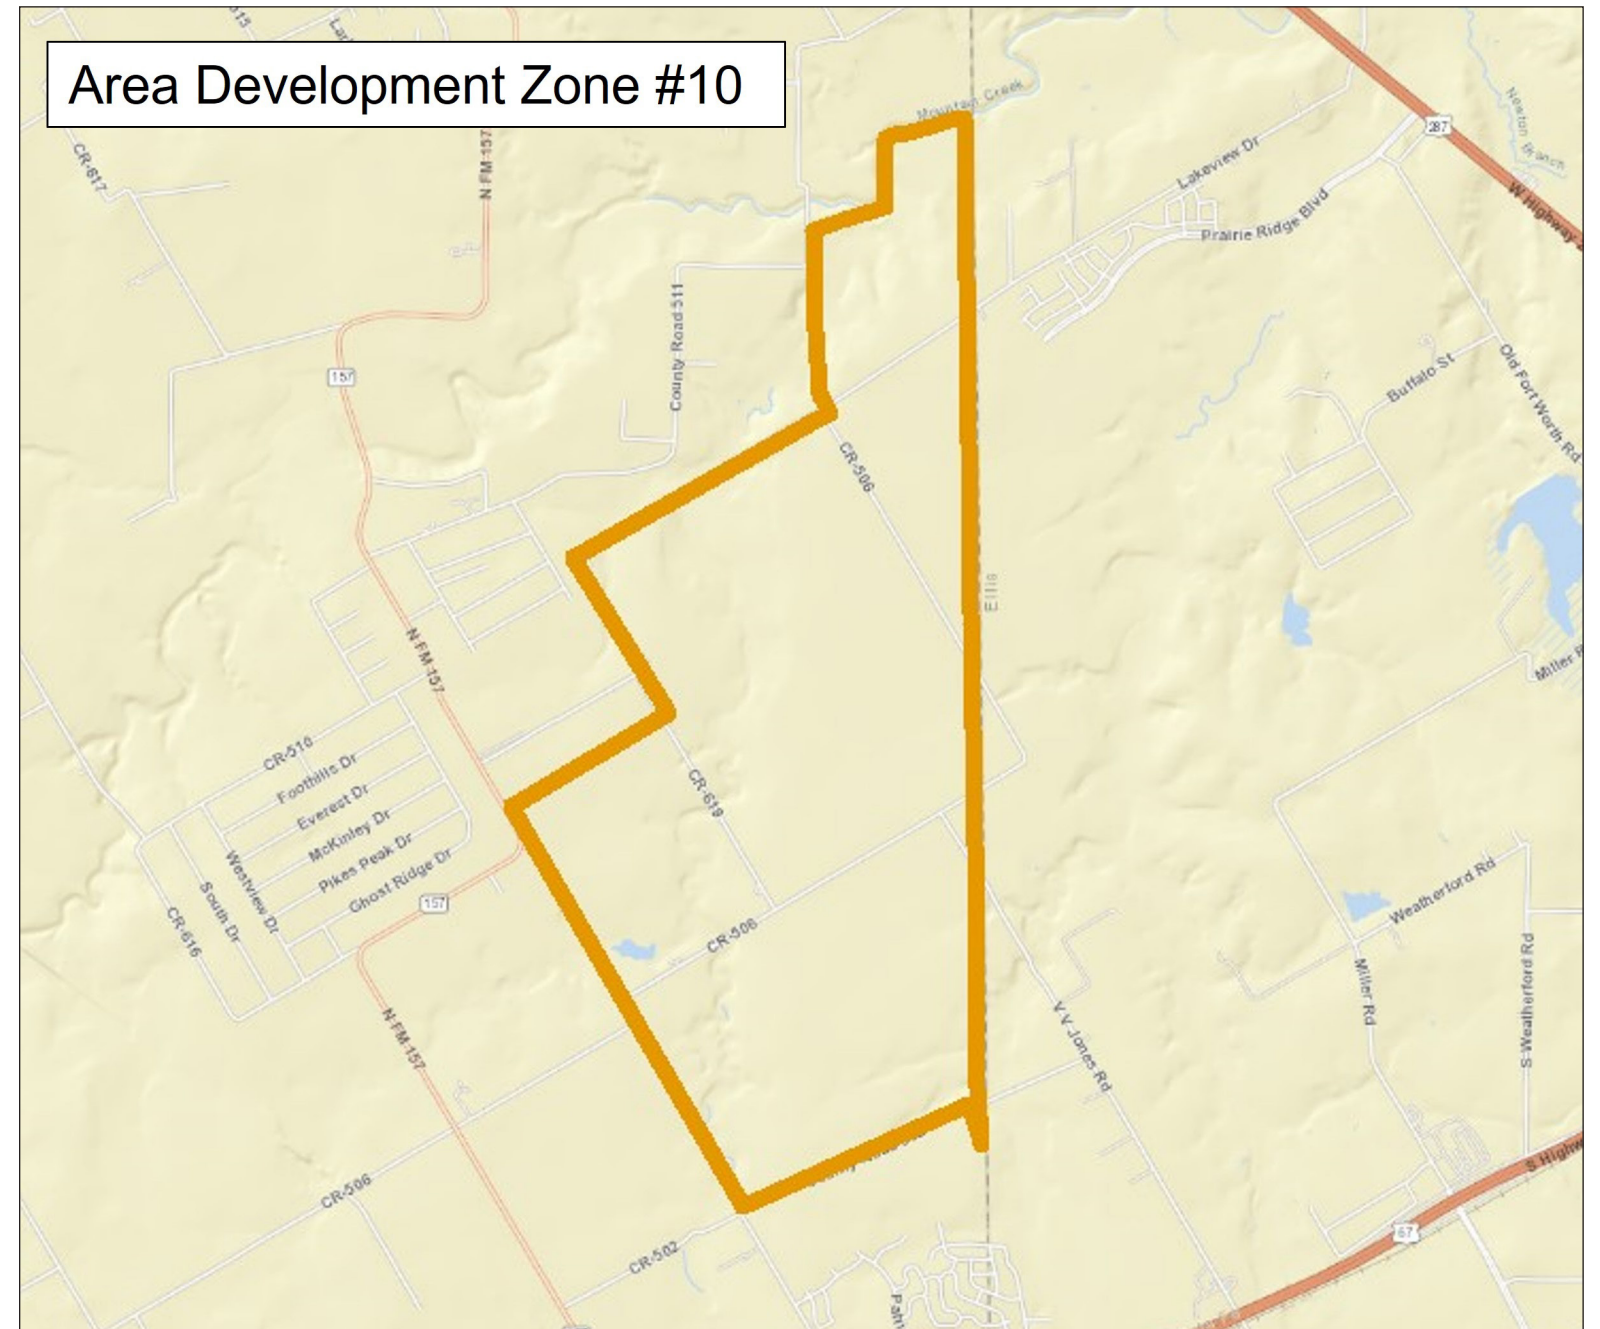 Area Development Zone #10
CR-617
N FM 157
Mountain Creek
Lakeview Dr
287
Newton Branch
W Highway
Prairie Ridge Blvd
County Road 511
157
Buffalo St
Old Fort Worth Rd
CR-506
Ellis
N FM 157
Miller
CR-510
Foothills Dr
Everest Dr
McKinley Dr
Pikes Peak Dr
Ghost Ridge Dr
Westview Dr
South Dr
CR-616
157
CR-619
CR-506
Weatherford Rd
Miller Rd
S Weatherford Rd
V V Jones Rd
N FM 157
CR-506
CR-502
S Highw
67